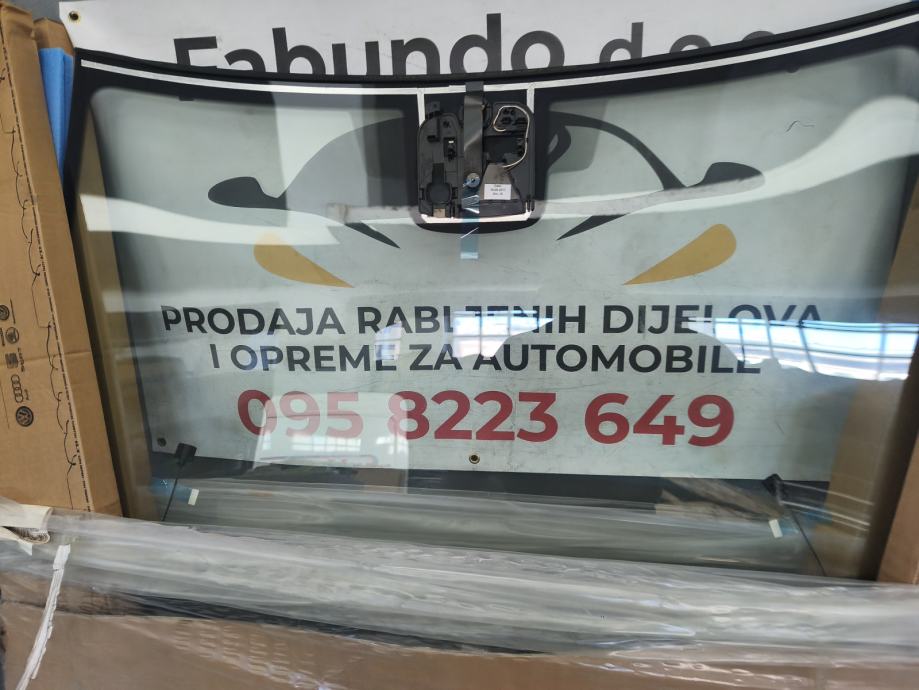 Fabundo d.o.o.
PRODAJA RABLJENIH DIJELOVA
I OPREME ZA AUTOMOBILE
095 8223 649